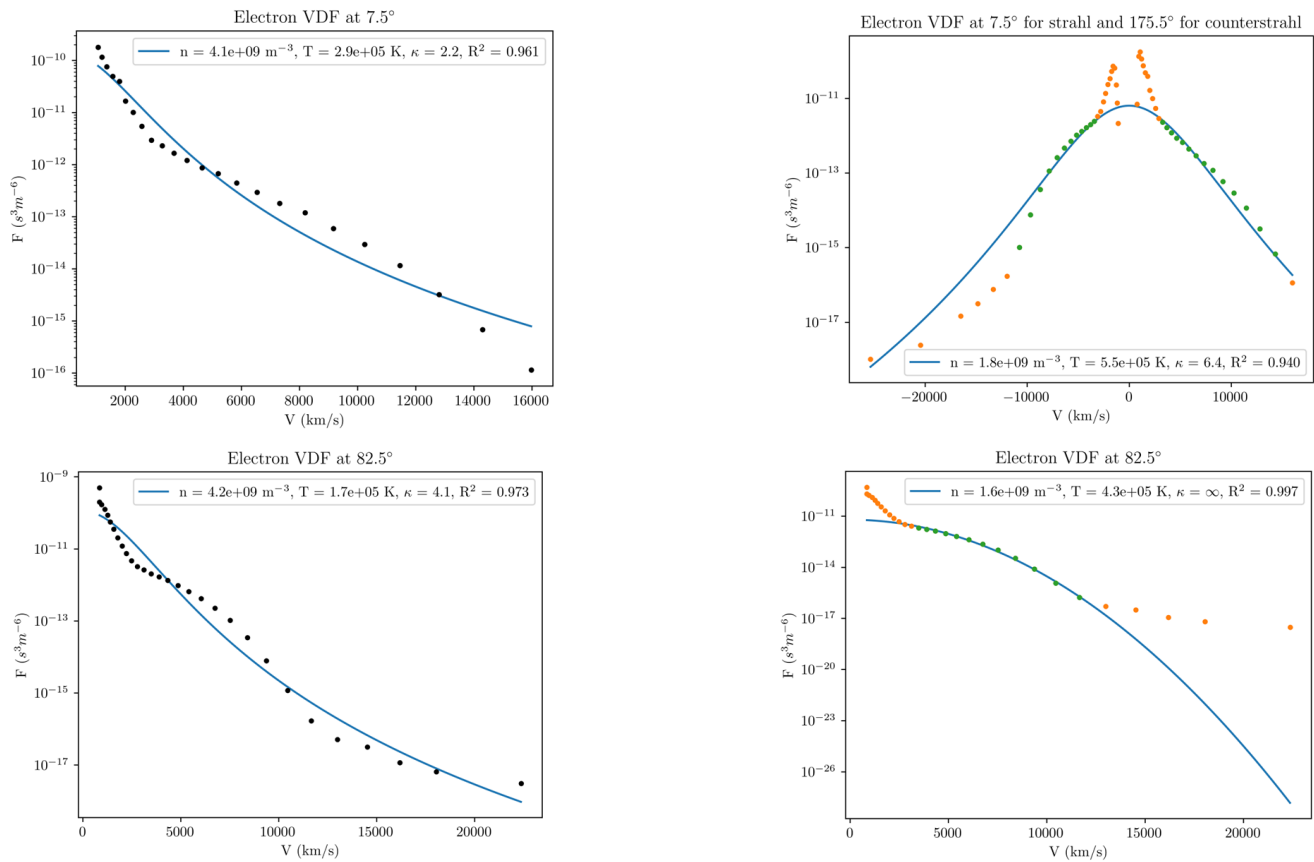 Electron VDF at 7.5°
n = 4.1e+09 m⁻³, T = 2.9e+05 K, κ = 2.2, R² = 0.961
10⁻¹⁰
10⁻¹¹
10⁻¹²
10⁻¹³
10⁻¹⁴
10⁻¹⁵
10⁻¹⁶
F (s³m⁻⁶)
2000 4000 6000 8000 10000 12000 14000 16000
V (km/s)
Electron VDF at 7.5° for strahl and 175.5° for counterstrahl
10⁻¹¹
10⁻¹³
10⁻¹⁵
10⁻¹⁷
F (s³m⁻⁶)
n = 1.8e+09 m⁻³, T = 5.5e+05 K, κ = 6.4, R² = 0.940
−20000 −10000 0 10000
V (km/s)
Electron VDF at 82.5°
n = 4.2e+09 m⁻³, T = 1.7e+05 K, κ = 4.1, R² = 0.973
10⁻⁹
10⁻¹¹
10⁻¹³
10⁻¹⁵
10⁻¹⁷
F (s³m⁻⁶)
0 5000 10000 15000 20000
V (km/s)
Electron VDF at 82.5°
n = 1.6e+09 m⁻³, T = 4.3e+05 K, κ = ∞, R² = 0.997
10⁻¹¹
10⁻¹⁴
10⁻¹⁷
10⁻²⁰
10⁻²³
10⁻²⁶
F (s³m⁻⁶)
0 5000 10000 15000 20000
V (km/s)